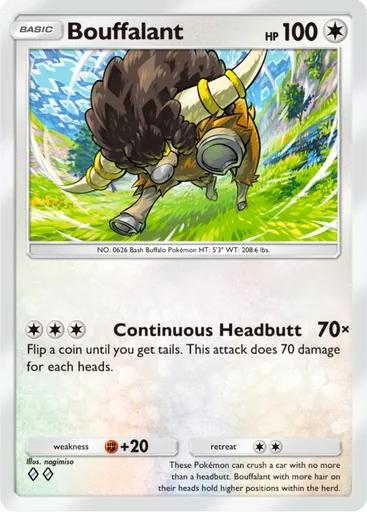 BASIC Bouffalant HP 100
NO. 0626 Bash Buffalo Pokémon HT: 5'3" WT: 208.6 lbs.
Continuous Headbutt 70×
Flip a coin until you get tails. This attack does 70 damage
for each heads.
weakness +20 retreat
Illus. nagimiso
These Pokémon can crush a car with no more
than a headbutt. Bouffalant with more hair on
their heads hold higher positions within the herd.